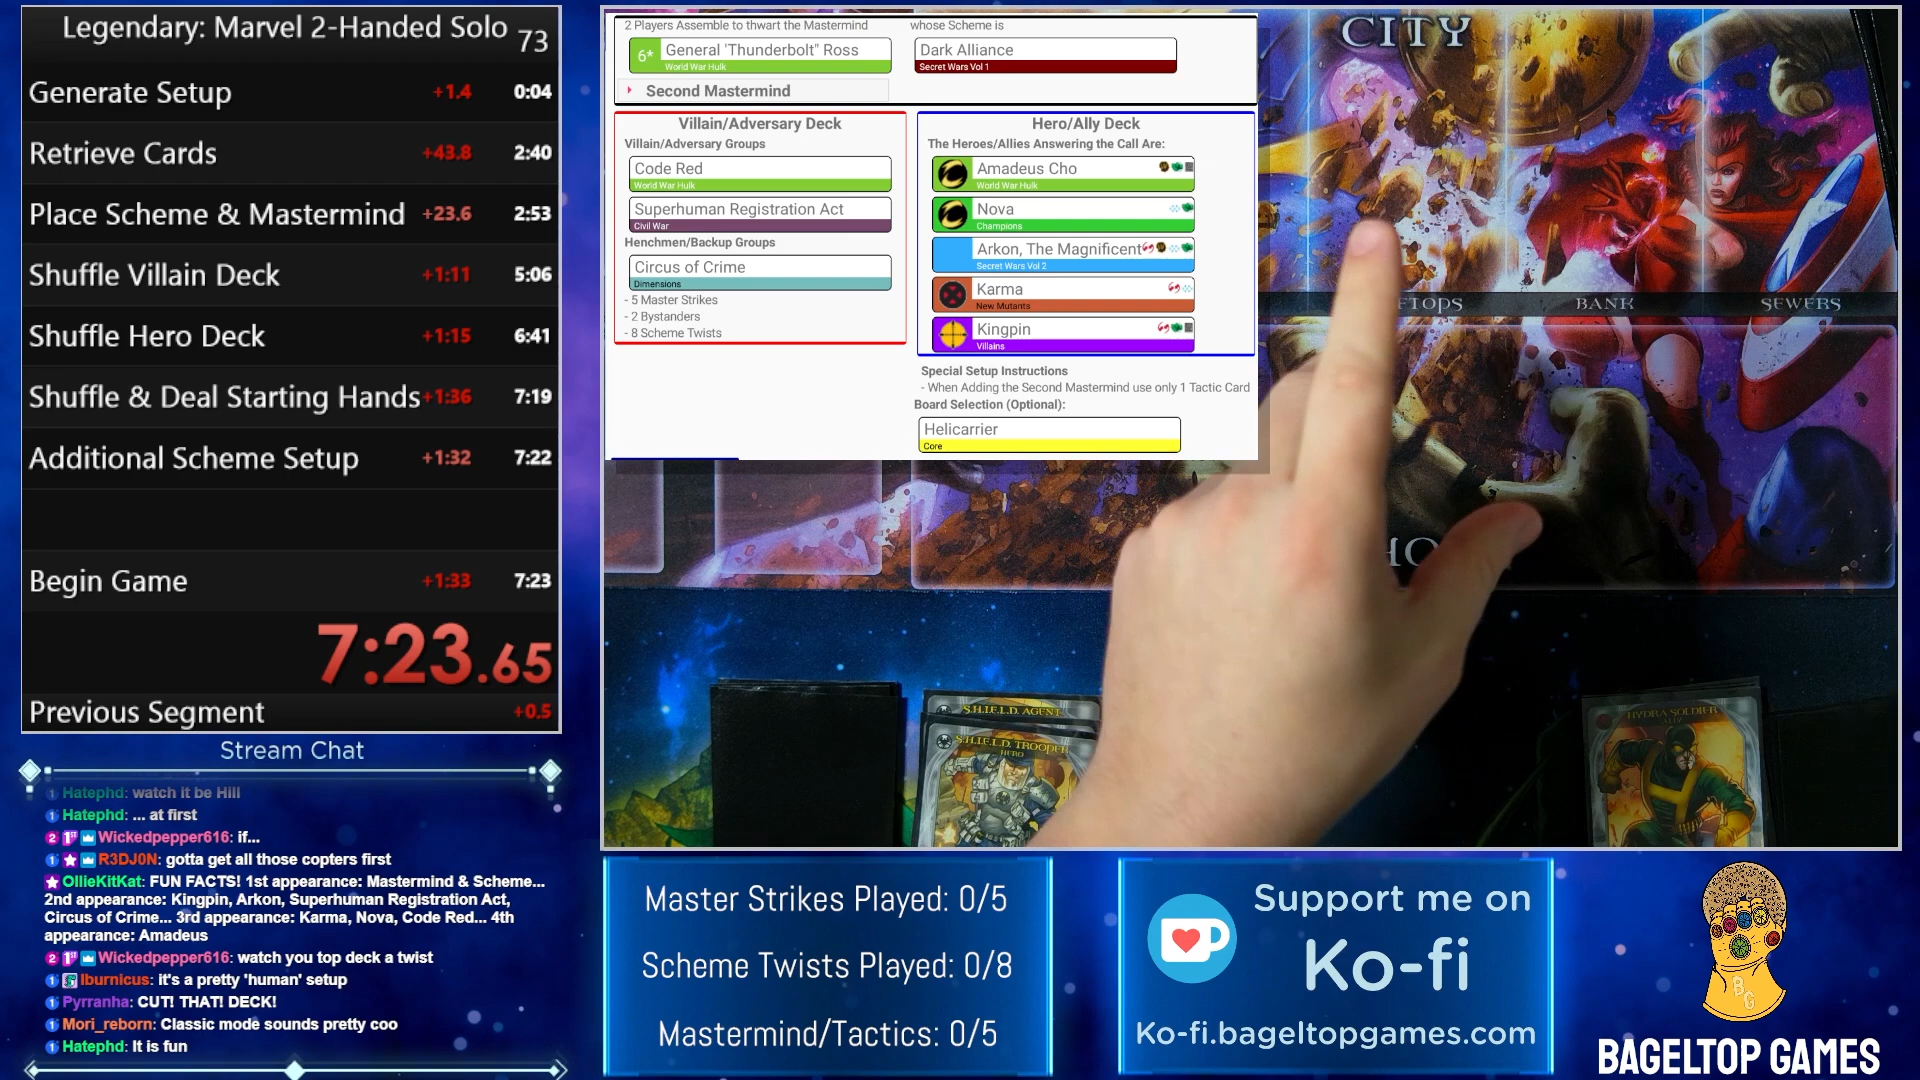 Legendary: Marvel 2-Handed Solo 73
Generate Setup +1.4 0:04
Retrieve Cards +43.8 2:40
Place Scheme & Mastermind +23.6 2:53
Shuffle Villain Deck +1:11 5:06
Shuffle Hero Deck +1:15 6:41
Shuffle & Deal Starting Hands +1:36 7:19
Additional Scheme Setup +1:32 7:22
Begin Game +1:33 7:23
7:23.65
Previous Segment +0.5
Stream Chat
Hatephd: watch it be Hill
Hatephd: ... at first
Wickedpepper616: if...
R3DJ0N: gotta get all those copters first
OllieKitKat: FUN FACTS! 1st appearance: Mastermind & Scheme...
2nd appearance: Kingpin, Arkon, Superhuman Registration Act,
Circus of Crime... 3rd appearance: Karma, Nova, Code Red... 4th
appearance: Amadeus
Wickedpepper616: watch you top deck a twist
Iburnicus: it's a pretty 'human' setup
Pyrranha: CUT! THAT! DECK!
Mori_reborn: Classic mode sounds pretty coo
Hatephd: It is fun
2 Players Assemble to thwart the Mastermind whose Scheme is
6* General 'Thunderbolt" Ross
World War Hulk
Dark Alliance
Secret Wars Vol 1
Second Mastermind
Villain/Adversary Deck
Villain/Adversary Groups
Code Red
World War Hulk
Superhuman Registration Act
Civil War
Henchmen/Backup Groups
Circus of Crime
Dimensions
- 5 Master Strikes
- 2 Bystanders
- 8 Scheme Twists
Hero/Ally Deck
The Heroes/Allies Answering the Call Are:
Amadeus Cho
World War Hulk
Nova
Champions
Arkon, The Magnificent
Secret Wars Vol 2
Karma
New Mutants
Kingpin
Villains
Special Setup Instructions
- When Adding the Second Mastermind use only 1 Tactic Card
Board Selection (Optional):
Helicarrier
Core
CITY
FTOPS BANK SEWERS
HO
S.H.I.E.L.D. AGENT
S.H.I.E.L.D. TROOPER
HERO
HYDRA SOLDIER
ALLY
Master Strikes Played: 0/5
Scheme Twists Played: 0/8
Mastermind/Tactics: 0/5
Support me on
Ko-fi
Ko-fi.bageltopgames.com
BG
BAGELTOP GAMES